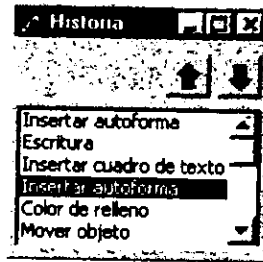 Historia
Insertar autoforma
Escritura
Insertar cuadro de texto
Insertar autoforma
Color de relleno
Mover objeto